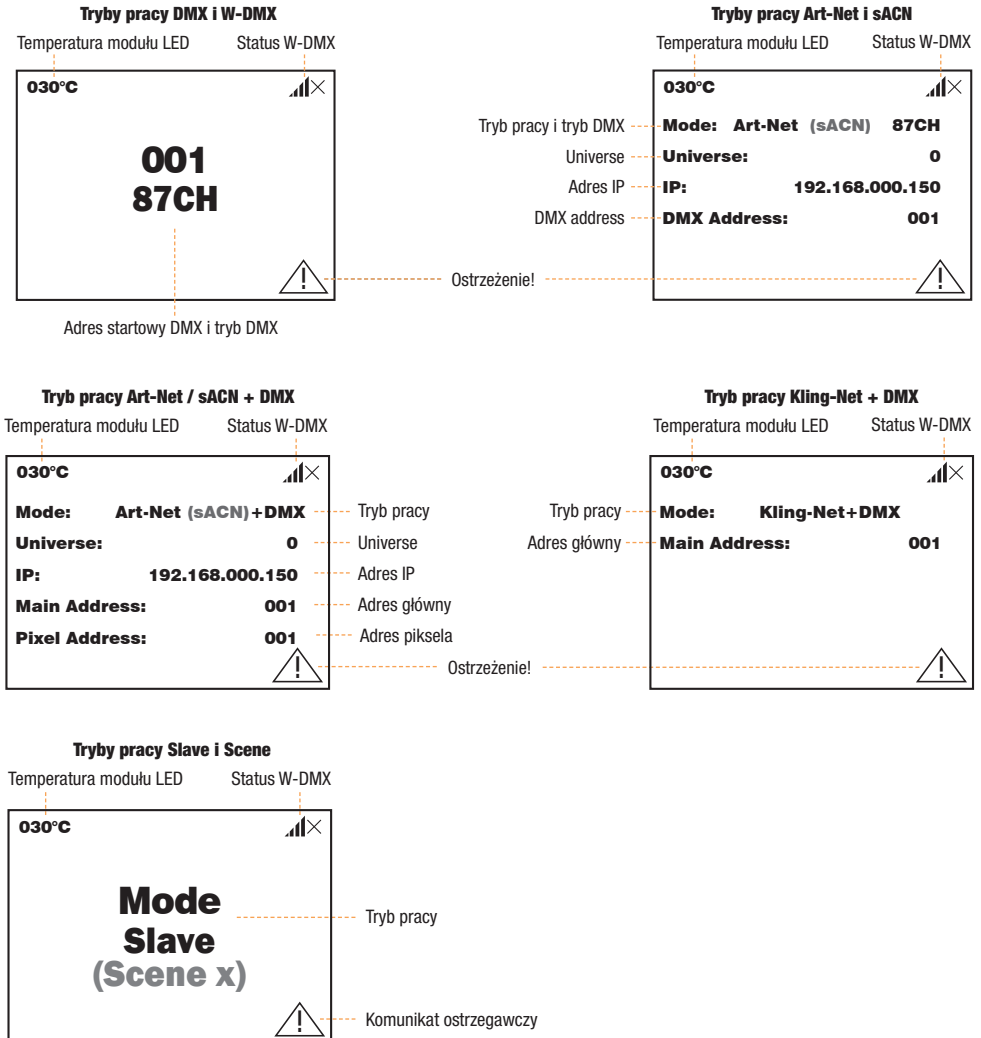 Tryby pracy DMX i W-DMX
Temperatura modułu LED Status W-DMX
030°C
001
87CH
Adres startowy DMX i tryb DMX
Tryby pracy Art-Net i sACN
Temperatura modułu LED Status W-DMX
030°C
Tryb pracy i tryb DMX Mode: Art-Net (sACN) 87CH
Universe Universe: 0
Adres IP IP: 192.168.000.150
DMX address DMX Address: 001
Ostrzeżenie!
Tryb pracy Art-Net / sACN + DMX
Temperatura modułu LED Status W-DMX
030°C
Mode: Art-Net (sACN)+DMX Tryb pracy
Universe: 0 Universe
IP: 192.168.000.150 Adres IP
Main Address: 001 Adres główny
Pixel Address: 001 Adres piksela
Tryb pracy Kling-Net + DMX
Temperatura modułu LED Status W-DMX
030°C
Tryb pracy Mode: Kling-Net+DMX
Adres główny Main Address: 001
Ostrzeżenie!
Tryby pracy Slave i Scene
Temperatura modułu LED Status W-DMX
030°C
Mode Tryb pracy
Slave
(Scene x)
Komunikat ostrzegawczy